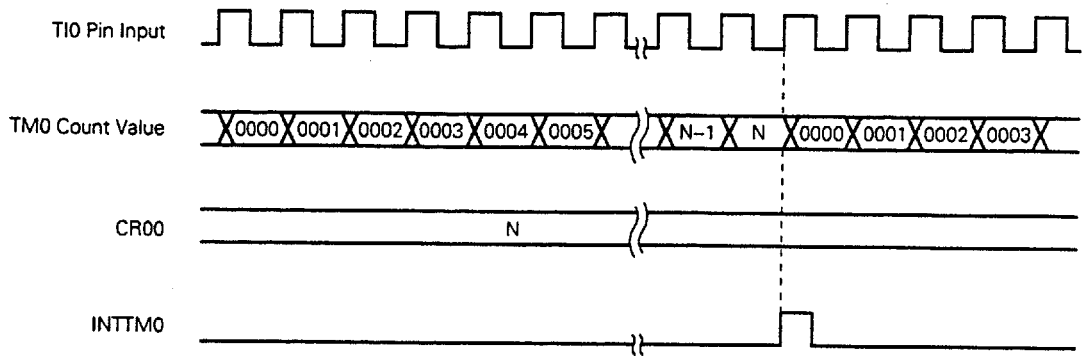 TI0 Pin Input
TM0 Count Value 0000 0001 0002 0003 0004 0005 N-1 N 0000 0001 0002 0003
CR00 N
INTTM0